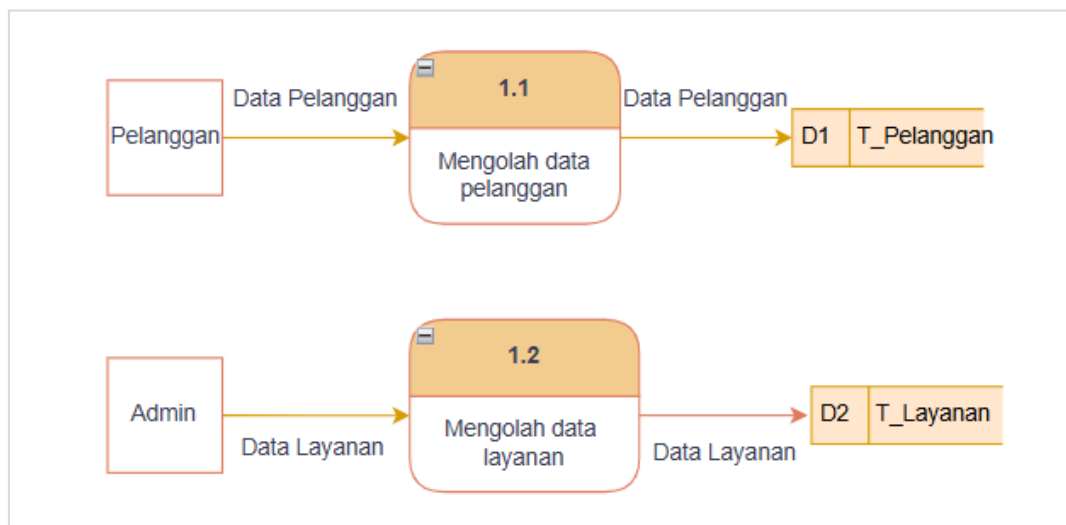 1.1
Data Pelanggan
Data Pelanggan
Pelanggan
D1
T_Pelanggan
Mengolah data
pelanggan
1.2
Admin
D2
T_Layanan
Mengolah data
layanan
Data Layanan
Data Layanan